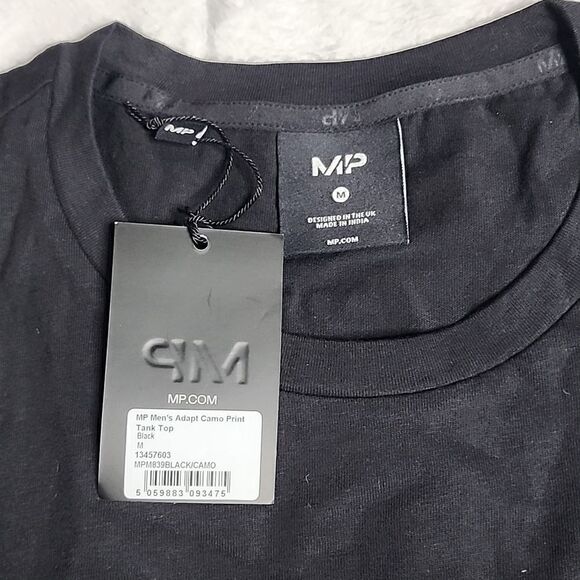 MP
MP
M
DESIGNED IN THE UK
MADE IN INDIA
MP.COM
MP
MP.COM
MP Men's Adapt Camo Print
Tank Top
Black
M
13457603
MPM839BLACK/CAMO
5 059883 093475